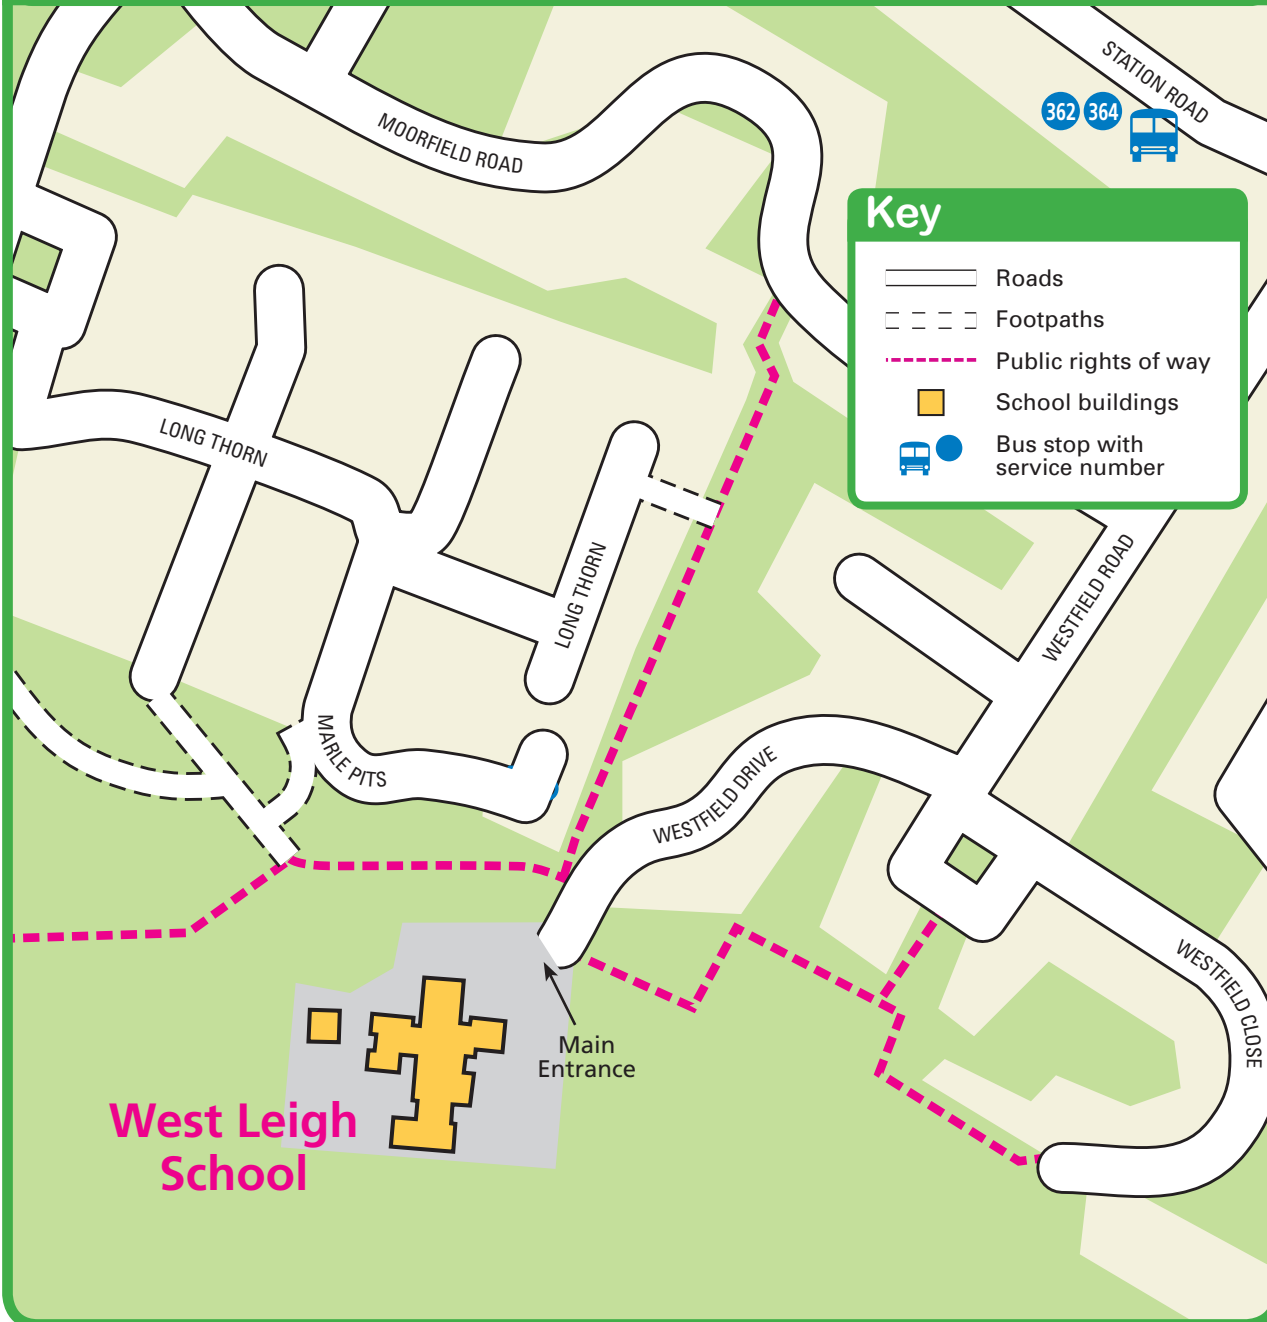 STATION ROAD
362 364
MOORFIELD ROAD
Key
Roads
Footpaths
Public rights of way
School buildings
Bus stop with
service number
LONG THORN
LONG THORN
WESTFIELD ROAD
MARLE PITS
WESTFIELD DRIVE
WESTFIELD CLOSE
Main
Entrance
West Leigh
School